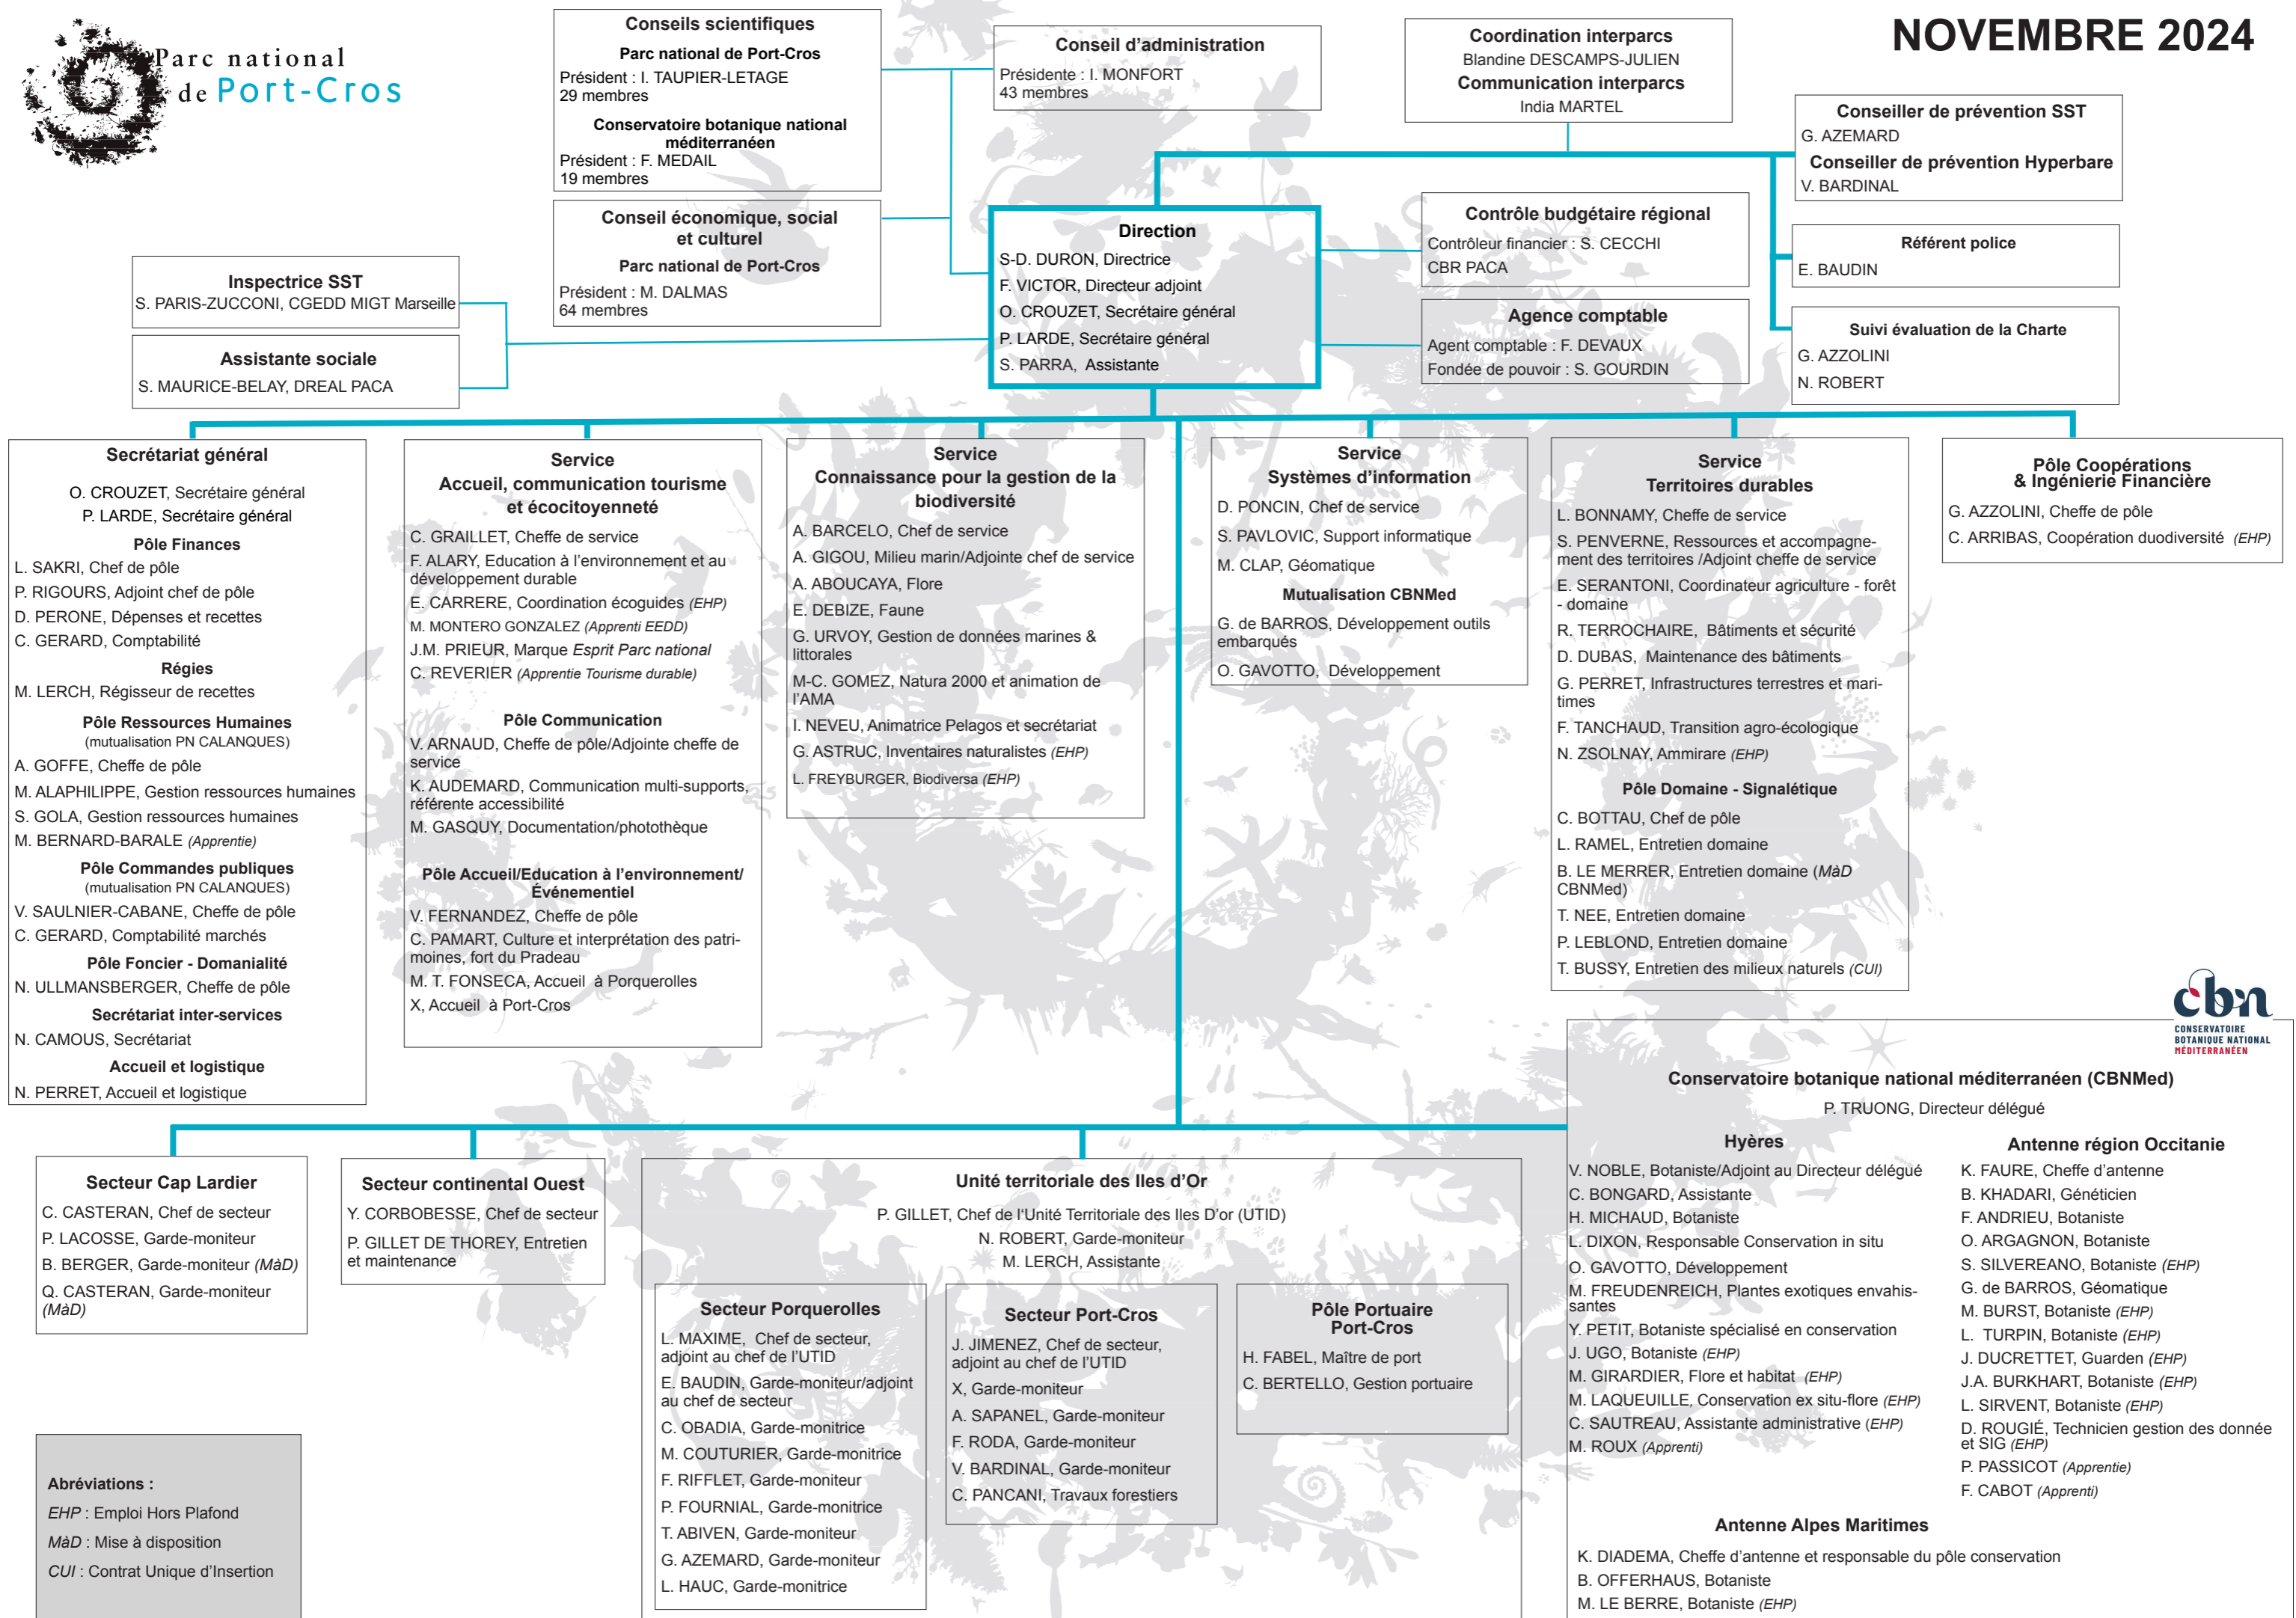 Parc national
de Port-Cros
NOVEMBRE 2024
Conseils scientifiques
Parc national de Port-Cros
Président : I. TAUPIER-LETAGE
29 membres
Conservatoire botanique national
méditerranéen
Président : F. MEDAIL
19 membres
Conseil économique, social
et culturel
Parc national de Port-Cros
Président : M. DALMAS
64 membres
Conseil d'administration
Présidente : I. MONFORT
43 membres
Coordination interparcs
Blandine DESCAMPS-JULIEN
Communication interparcs
India MARTEL
Conseiller de prévention SST
G. AZEMARD
Conseiller de prévention Hyperbare
V. BARDINAL
Référent police
E. BAUDIN
Suivi évaluation de la Charte
G. AZZOLINI
N. ROBERT
Inspectrice SST
S. PARIS-ZUCCONI, CGEDD MIGT Marseille
Assistante sociale
S. MAURICE-BELAY, DREAL PACA
Direction
S-D. DURON, Directrice
F. VICTOR, Directeur adjoint
O. CROUZET, Secrétaire général
P. LARDE, Secrétaire général
S. PARRA, Assistante
Contrôle budgétaire régional
Contrôleur financier : S. CECCHI
CBR PACA
Agence comptable
Agent comptable : F. DEVAUX
Fondée de pouvoir : S. GOURDIN
Secrétariat général
O. CROUZET, Secrétaire général
P. LARDE, Secrétaire général
Pôle Finances
L. SAKRI, Chef de pôle
P. RIGOURS, Adjoint chef de pôle
D. PERONE, Dépenses et recettes
C. GERARD, Comptabilité
Régies
M. LERCH, Régisseur de recettes
Pôle Ressources Humaines
(mutualisation PN CALANQUES)
A. GOFFE, Cheffe de pôle
M. ALAPHILIPPE, Gestion ressources humaines
S. GOLA, Gestion ressources humaines
M. BERNARD-BARALE (Apprentie)
Pôle Commandes publiques
(mutualisation PN CALANQUES)
V. SAULNIER-CABANE, Cheffe de pôle
C. GERARD, Comptabilité marchés
Pôle Foncier - Domanialité
N. ULLMANSBERGER, Cheffe de pôle
Secrétariat inter-services
N. CAMOUS, Secrétariat
Accueil et logistique
N. PERRET, Accueil et logistique
Service
Accueil, communication tourisme
et écocitoyenneté
C. GRAILLET, Cheffe de service
F. ALARY, Education à l'environnement et au
développement durable
E. CARRERE, Coordination écoguides (EHP)
M. MONTERO GONZALEZ (Apprenti EEDD)
J.M. PRIEUR, Marque Esprit Parc national
C. REVERIER (Apprentie Tourisme durable)
Pôle Communication
V. ARNAUD, Cheffe de pôle/Adjointe cheffe de
service
K. AUDEMARD, Communication multi-supports,
référente accessibilité
M. GASQUY, Documentation/photothèque
Pôle Accueil/Education à l'environnement/
Événementiel
V. FERNANDEZ, Cheffe de pôle
C. PAMART, Culture et interprétation des patri-
moines, fort du Pradeau
M. T. FONSECA, Accueil à Porquerolles
X, Accueil à Port-Cros
Service
Connaissance pour la gestion de la
biodiversité
A. BARCELO, Chef de service
A. GIGOU, Milieu marin/Adjointe chef de service
A. ABOUCAYA, Flore
E. DEBIZE, Faune
G. URVOY, Gestion de données marines &
littorales
M-C. GOMEZ, Natura 2000 et animation de
l'AMA
I. NEVEU, Animatrice Pelagos et secrétariat
G. ASTRUC, Inventaires naturalistes (EHP)
L. FREYBURGER, Biodiversa (EHP)
Service
Systèmes d'information
D. PONCIN, Chef de service
S. PAVLOVIC, Support informatique
M. CLAP, Géomatique
Mutualisation CBNMed
G. de BARROS, Développement outils
embarqués
O. GAVOTTO, Développement
Service
Territoires durables
L. BONNAMY, Cheffe de service
S. PENVERNE, Ressources et accompagne-
ment des territoires /Adjoint cheffe de service
E. SERANTONI, Coordinateur agriculture - forêt
- domaine
R. TERROCHAIRE, Bâtiments et sécurité
D. DUBAS, Maintenance des bâtiments
G. PERRET, Infrastructures terrestres et mari-
times
F. TANCHAUD, Transition agro-écologique
N. ZSOLNAY, Ammirare (EHP)
Pôle Domaine - Signalétique
C. BOTTAU, Chef de pôle
L. RAMEL, Entretien domaine
B. LE MERRER, Entretien domaine (MàD
CBNMed)
T. NEE, Entretien domaine
P. LEBLOND, Entretien domaine
T. BUSSY, Entretien des milieux naturels (CUI)
Pôle Coopérations
& Ingénierie Financière
G. AZZOLINI, Cheffe de pôle
C. ARRIBAS, Coopération duodiversité (EHP)
Secteur Cap Lardier
C. CASTERAN, Chef de secteur
P. LACOSSE, Garde-moniteur
B. BERGER, Garde-moniteur (MàD)
Q. CASTERAN, Garde-moniteur
(MàD)
Secteur continental Ouest
Y. CORBOBESSE, Chef de secteur
P. GILLET DE THOREY, Entretien
et maintenance
Unité territoriale des Iles d'Or
P. GILLET, Chef de l'Unité Territoriale des Iles D'or (UTID)
N. ROBERT, Garde-moniteur
M. LERCH, Assistante
Secteur Porquerolles
L. MAXIME, Chef de secteur,
adjoint au chef de l'UTID
E. BAUDIN, Garde-moniteur/adjoint
au chef de secteur
C. OBADIA, Garde-monitrice
M. COUTURIER, Garde-monitrice
F. RIFFLET, Garde-moniteur
P. FOURNIAL, Garde-monitrice
T. ABIVEN, Garde-moniteur
G. AZEMARD, Garde-moniteur
L. HAUC, Garde-monitrice
Secteur Port-Cros
J. JIMENEZ, Chef de secteur,
adjoint au chef de l'UTID
X, Garde-moniteur
A. SAPANEL, Garde-moniteur
F. RODA, Garde-moniteur
V. BARDINAL, Garde-moniteur
C. PANCANI, Travaux forestiers
Pôle Portuaire
Port-Cros
H. FABEL, Maître de port
C. BERTELLO, Gestion portuaire
cbn
CONSERVATOIRE
BOTANIQUE NATIONAL
MÉDITERRANÉEN
Conservatoire botanique national méditerranéen (CBNMed)
P. TRUONG, Directeur délégué
Hyères
V. NOBLE, Botaniste/Adjoint au Directeur délégué
C. BONGARD, Assistante
H. MICHAUD, Botaniste
L. DIXON, Responsable Conservation in situ
O. GAVOTTO, Développement
M. FREUDENREICH, Plantes exotiques envahis-
santes
Y. PETIT, Botaniste spécialisé en conservation
J. UGO, Botaniste (EHP)
M. GIRARDIER, Flore et habitat (EHP)
M. LAQUEUILLE, Conservation ex situ-flore (EHP)
C. SAUTREAU, Assistante administrative (EHP)
M. ROUX (Apprenti)
Antenne région Occitanie
K. FAURE, Cheffe d'antenne
B. KHADARI, Généticien
F. ANDRIEU, Botaniste
O. ARGAGNON, Botaniste
S. SILVEREANO, Botaniste (EHP)
G. de BARROS, Géomatique
M. BURST, Botaniste (EHP)
L. TURPIN, Botaniste (EHP)
J. DUCRETTET, Guarden (EHP)
J.A. BURKHART, Botaniste (EHP)
L. SIRVENT, Botaniste (EHP)
D. ROUGIÉ, Technicien gestion des donnée
et SIG (EHP)
P. PASSICOT (Apprentie)
F. CABOT (Apprenti)
Antenne Alpes Maritimes
K. DIADEMA, Cheffe d'antenne et responsable du pôle conservation
B. OFFERHAUS, Botaniste
M. LE BERRE, Botaniste (EHP)
Abréviations :
EHP : Emploi Hors Plafond
MàD : Mise à disposition
CUI : Contrat Unique d'Insertion